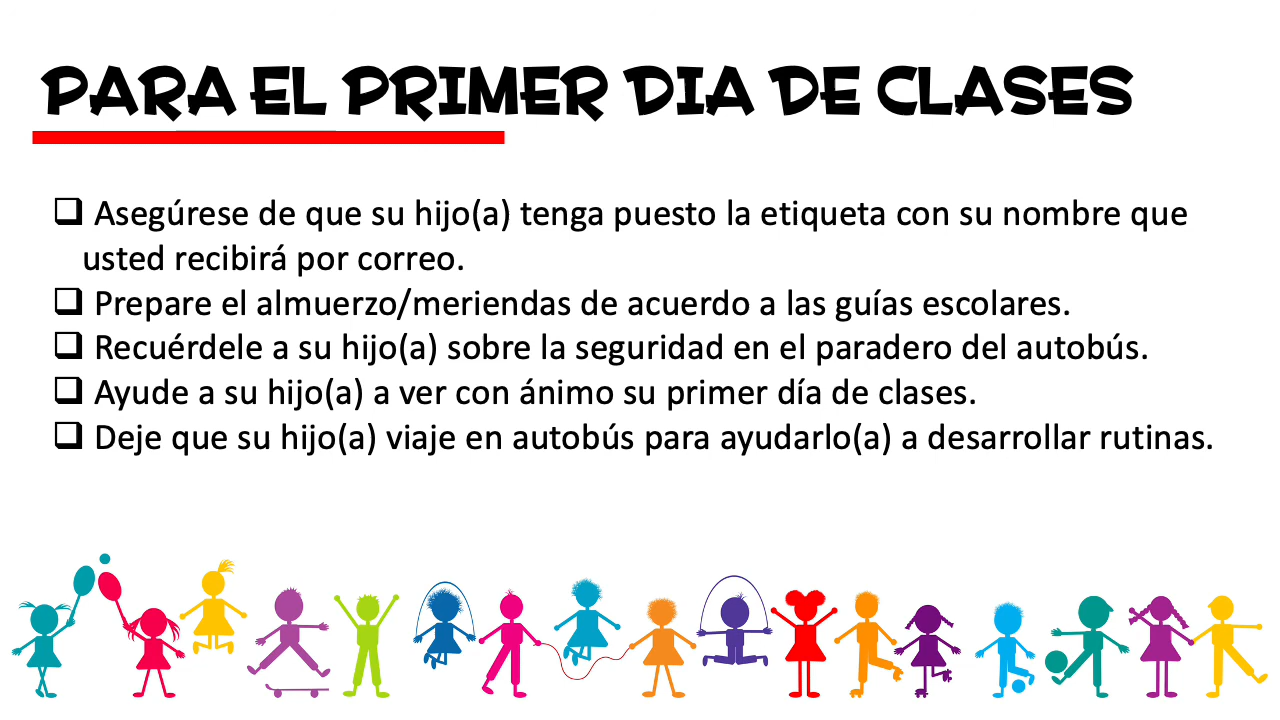 PARA EL PRIMER DIA DE CLASES
❑ Asegúrese de que su hijo(a) tenga puesto la etiqueta con su nombre que
usted recibirá por correo.
❑ Prepare el almuerzo/meriendas de acuerdo a las guías escolares.
❑ Recuérdele a su hijo(a) sobre la seguridad en el paradero del autobús.
❑ Ayude a su hijo(a) a ver con ánimo su primer día de clases.
❑ Deje que su hijo(a) viaje en autobús para ayudarlo(a) a desarrollar rutinas.